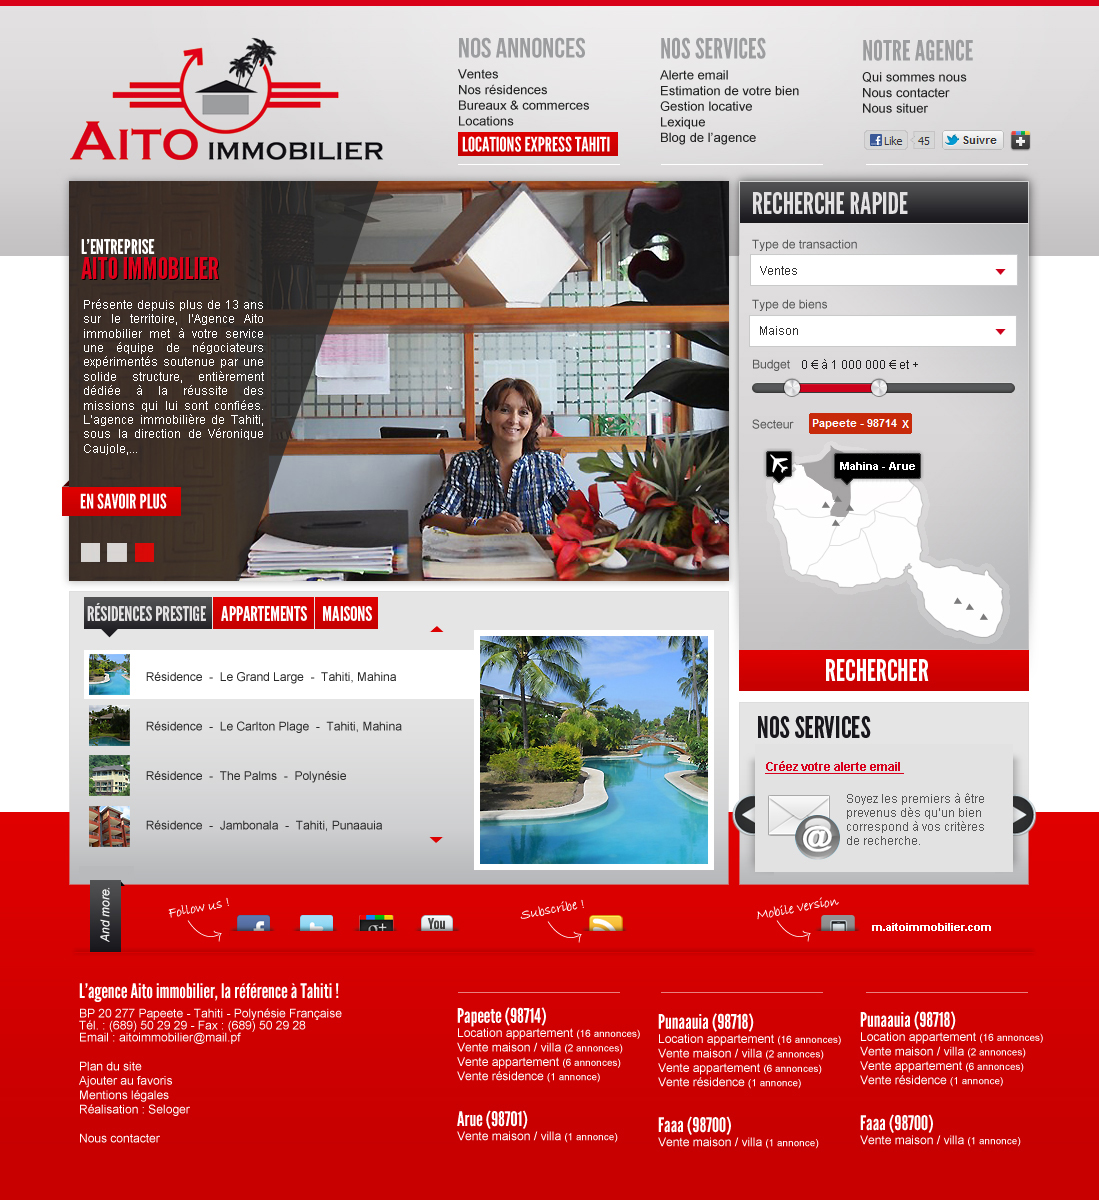 AITO IMMOBILIER
NOS ANNONCES
Ventes
Nos résidences
Bureaux & commerces
Locations
LOCATIONS EXPRESS TAHITI
NOS SERVICES
Alerte email
Estimation de votre bien
Gestion locative
Lexique
Blog de l'agence
NOTRE AGENCE
Qui sommes nous
Nous contacter
Nous situer
Like 45 Suivre
L'ENTREPRISE
AITO IMMOBILIER
Présente depuis plus de 13 ans
sur le territoire, l'Agence Aito
immobilier met à votre service
une équipe de négociateurs
expérimentés soutenue par une
solide structure, entièrement
dédiée à la réussite des
missions qui lui sont confiées.
L'agence immobilière de Tahiti,
sous la direction de Véronique
Caujole,...
EN SAVOIR PLUS
RECHERCHE RAPIDE
Type de transaction
Ventes
Type de biens
Maison
Budget 0 € à 1 000 000 € et +
Secteur Papeete - 98714 X
Mahina - Arue
RECHERCHER
RÉSIDENCES PRESTIGE APPARTEMENTS MAISONS
Résidence - Le Grand Large - Tahiti, Mahina
Résidence - Le Carlton Plage - Tahiti, Mahina
Résidence - The Palms - Polynésie
Résidence - Jambonala - Tahiti, Punaauia
NOS SERVICES
Créez votre alerte email
Soyez les premiers à être
prevenus dès qu'un bien
correspond à vos critères
de recherche.
And more.
Follow us !
g+
You
Subscribe !
Mobile version
m.aitoimmobilier.com
L'agence Aito immobilier, la référence à Tahiti !
BP 20 277 Papeete - Tahiti - Polynésie Française
Tél. : (689) 50 29 29 - Fax : (689) 50 29 28
Email : aitoimmobilier@mail.pf
Plan du site
Ajouter au favoris
Mentions légales
Réalisation : Seloger
Nous contacter
Papeete (98714)
Location appartement (16 annonces)
Vente maison / villa (2 annonces)
Vente appartement (6 annonces)
Vente résidence (1 annonce)
Arue (98701)
Vente maison / villa (1 annonce)
Punaauia (98718)
Location appartement (16 annonces)
Vente maison / villa (2 annonces)
Vente appartement (6 annonces)
Vente résidence (1 annonce)
Faaa (98700)
Vente maison / villa (1 annonce)
Punaauia (98718)
Location appartement (16 annonces)
Vente maison / villa (2 annonces)
Vente appartement (6 annonces)
Vente résidence (1 annonce)
Faaa (98700)
Vente maison / villa (1 annonce)